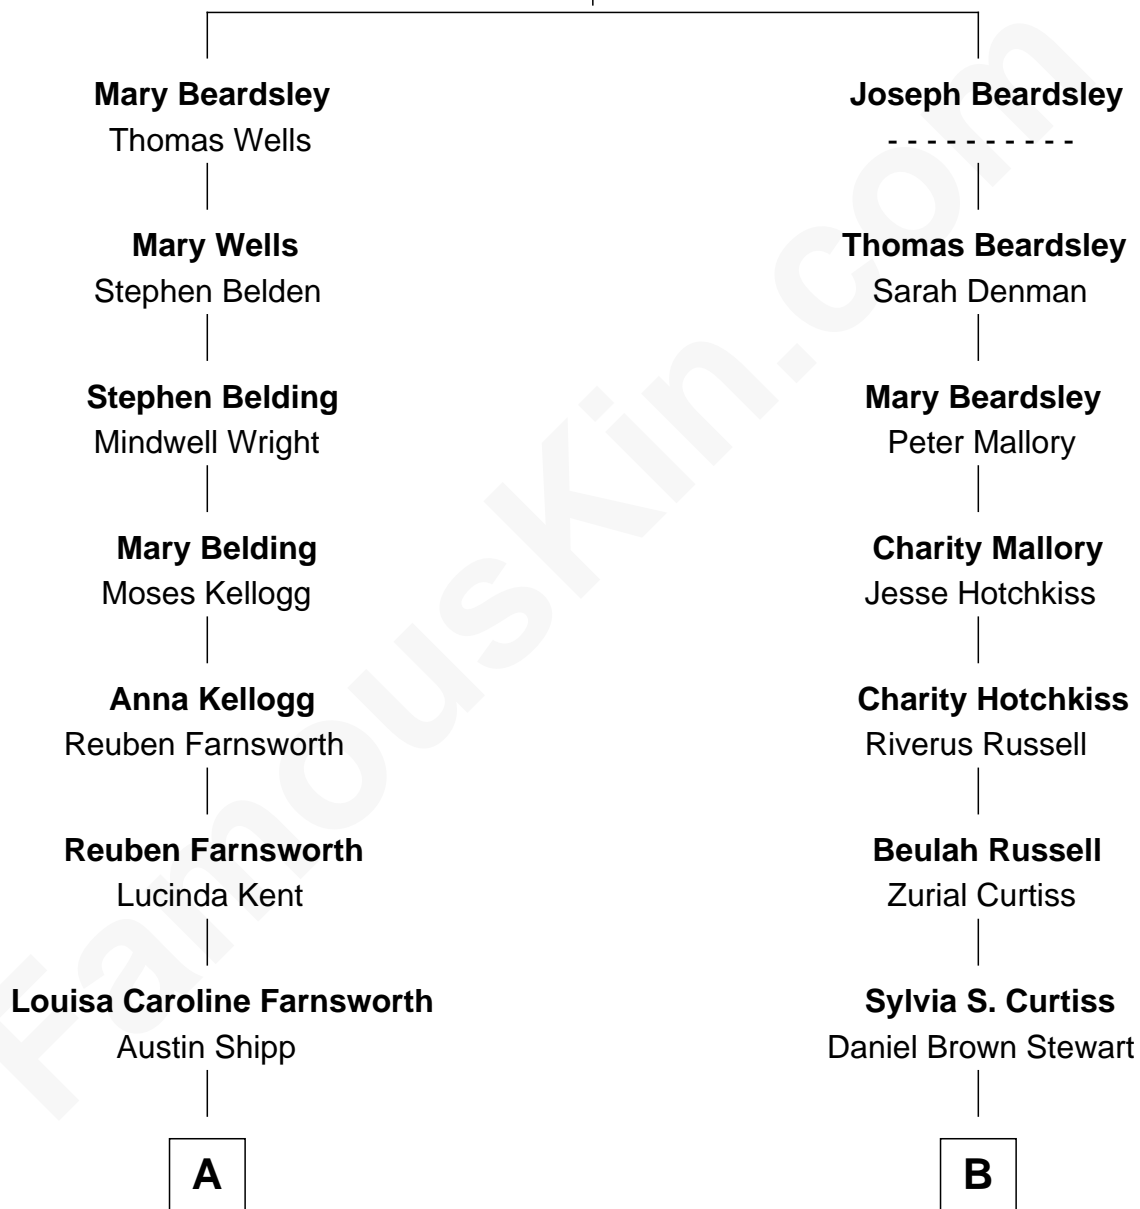 Mary Beardsley
Thomas Wells
Joseph Beardsley
- - - - - - - - - -
Mary Wells
Stephen Belden
Thomas Beardsley
Sarah Denman
Stephen Belding
Mindwell Wright
Mary Beardsley
Peter Mallory
Mary Belding
Moses Kellogg
Charity Mallory
Jesse Hotchkiss
Anna Kellogg
Reuben Farnsworth
Charity Hotchkiss
Riverus Russell
Reuben Farnsworth
Lucinda Kent
Beulah Russell
Zurial Curtiss
Louisa Caroline Farnsworth
Austin Shipp
Sylvia S. Curtiss
Daniel Brown Stewart
A
B
FamousKin.com